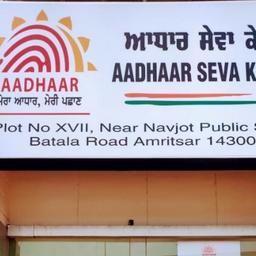 ਆਧਾਰ ਸੇਵਾ
AADHAAR SEVA
AADHAAR
ਮੇਰਾ ਆਧਾਰ, ਮੇਰੀ ਪਛਾਣ
Plot No XVII, Near Navjot Public
Batala Road Amritsar 14300